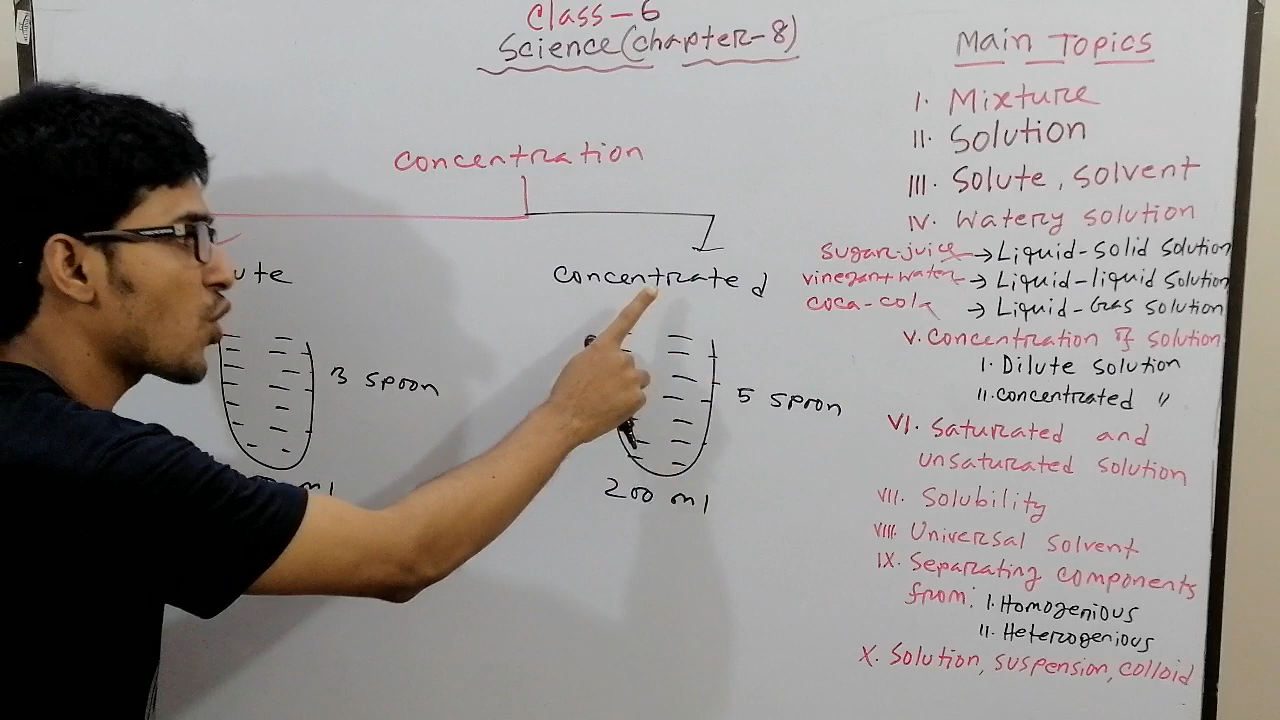 Class-6
Science(chapter-8)
concentration
ute
concentrated
3 spoon
5 spoon
ml
200 ml
Main Topics
I. Mixture
II. Solution
III. Solute, solvent
IV. Watery solution
sugar-juice → Liquid-solid solution
vinegar+water → Liquid-liquid solution
coca-cola → Liquid-Gas solution
V. Concentration of solution
I. Dilute solution
II. concentrated "
VI. Saturated and
unsaturated solution
VII. Solubility
VIII. Universal solvent
IX. Separating components
from: I. Homogenious
II. Heterogenious
X. Solution, suspension, colloid